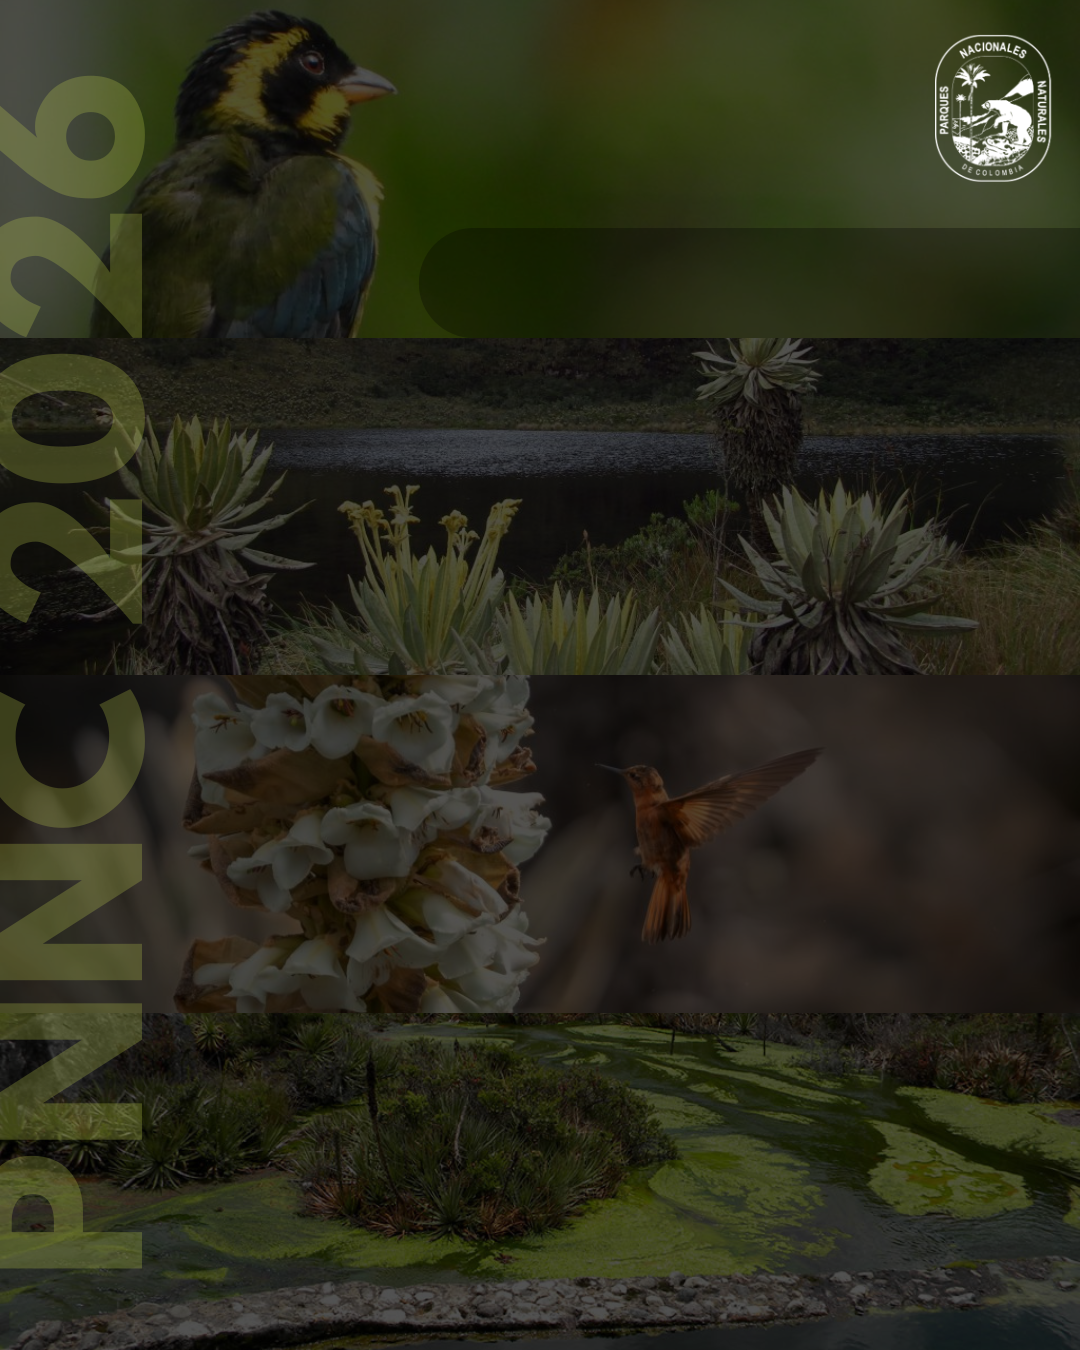 PNNC 2026
PARQUES
NACIONALES
NATURALES
DE COLOMBIA